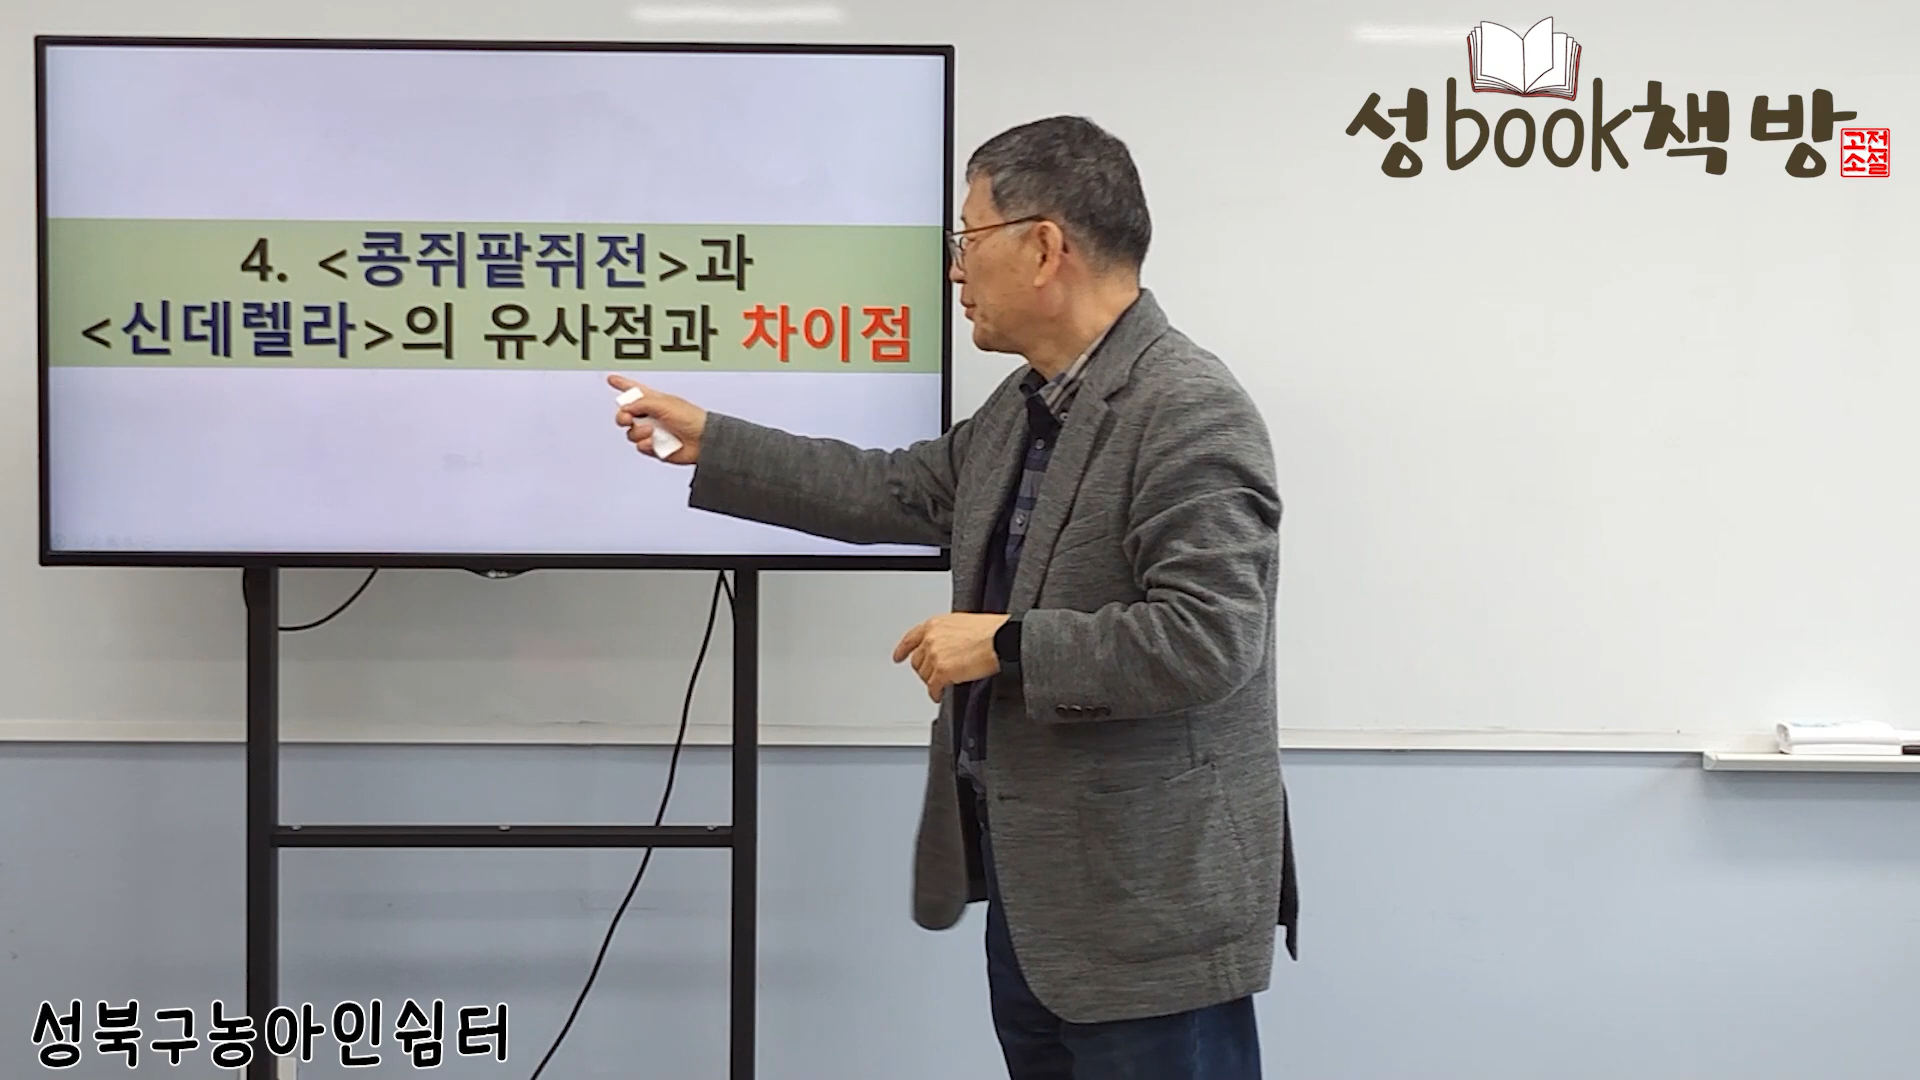 4. <콩쥐팥쥐전>과
<신데렐라>의 유사점과 차이점
성book책방
고전
소설
성북구농아인쉼터